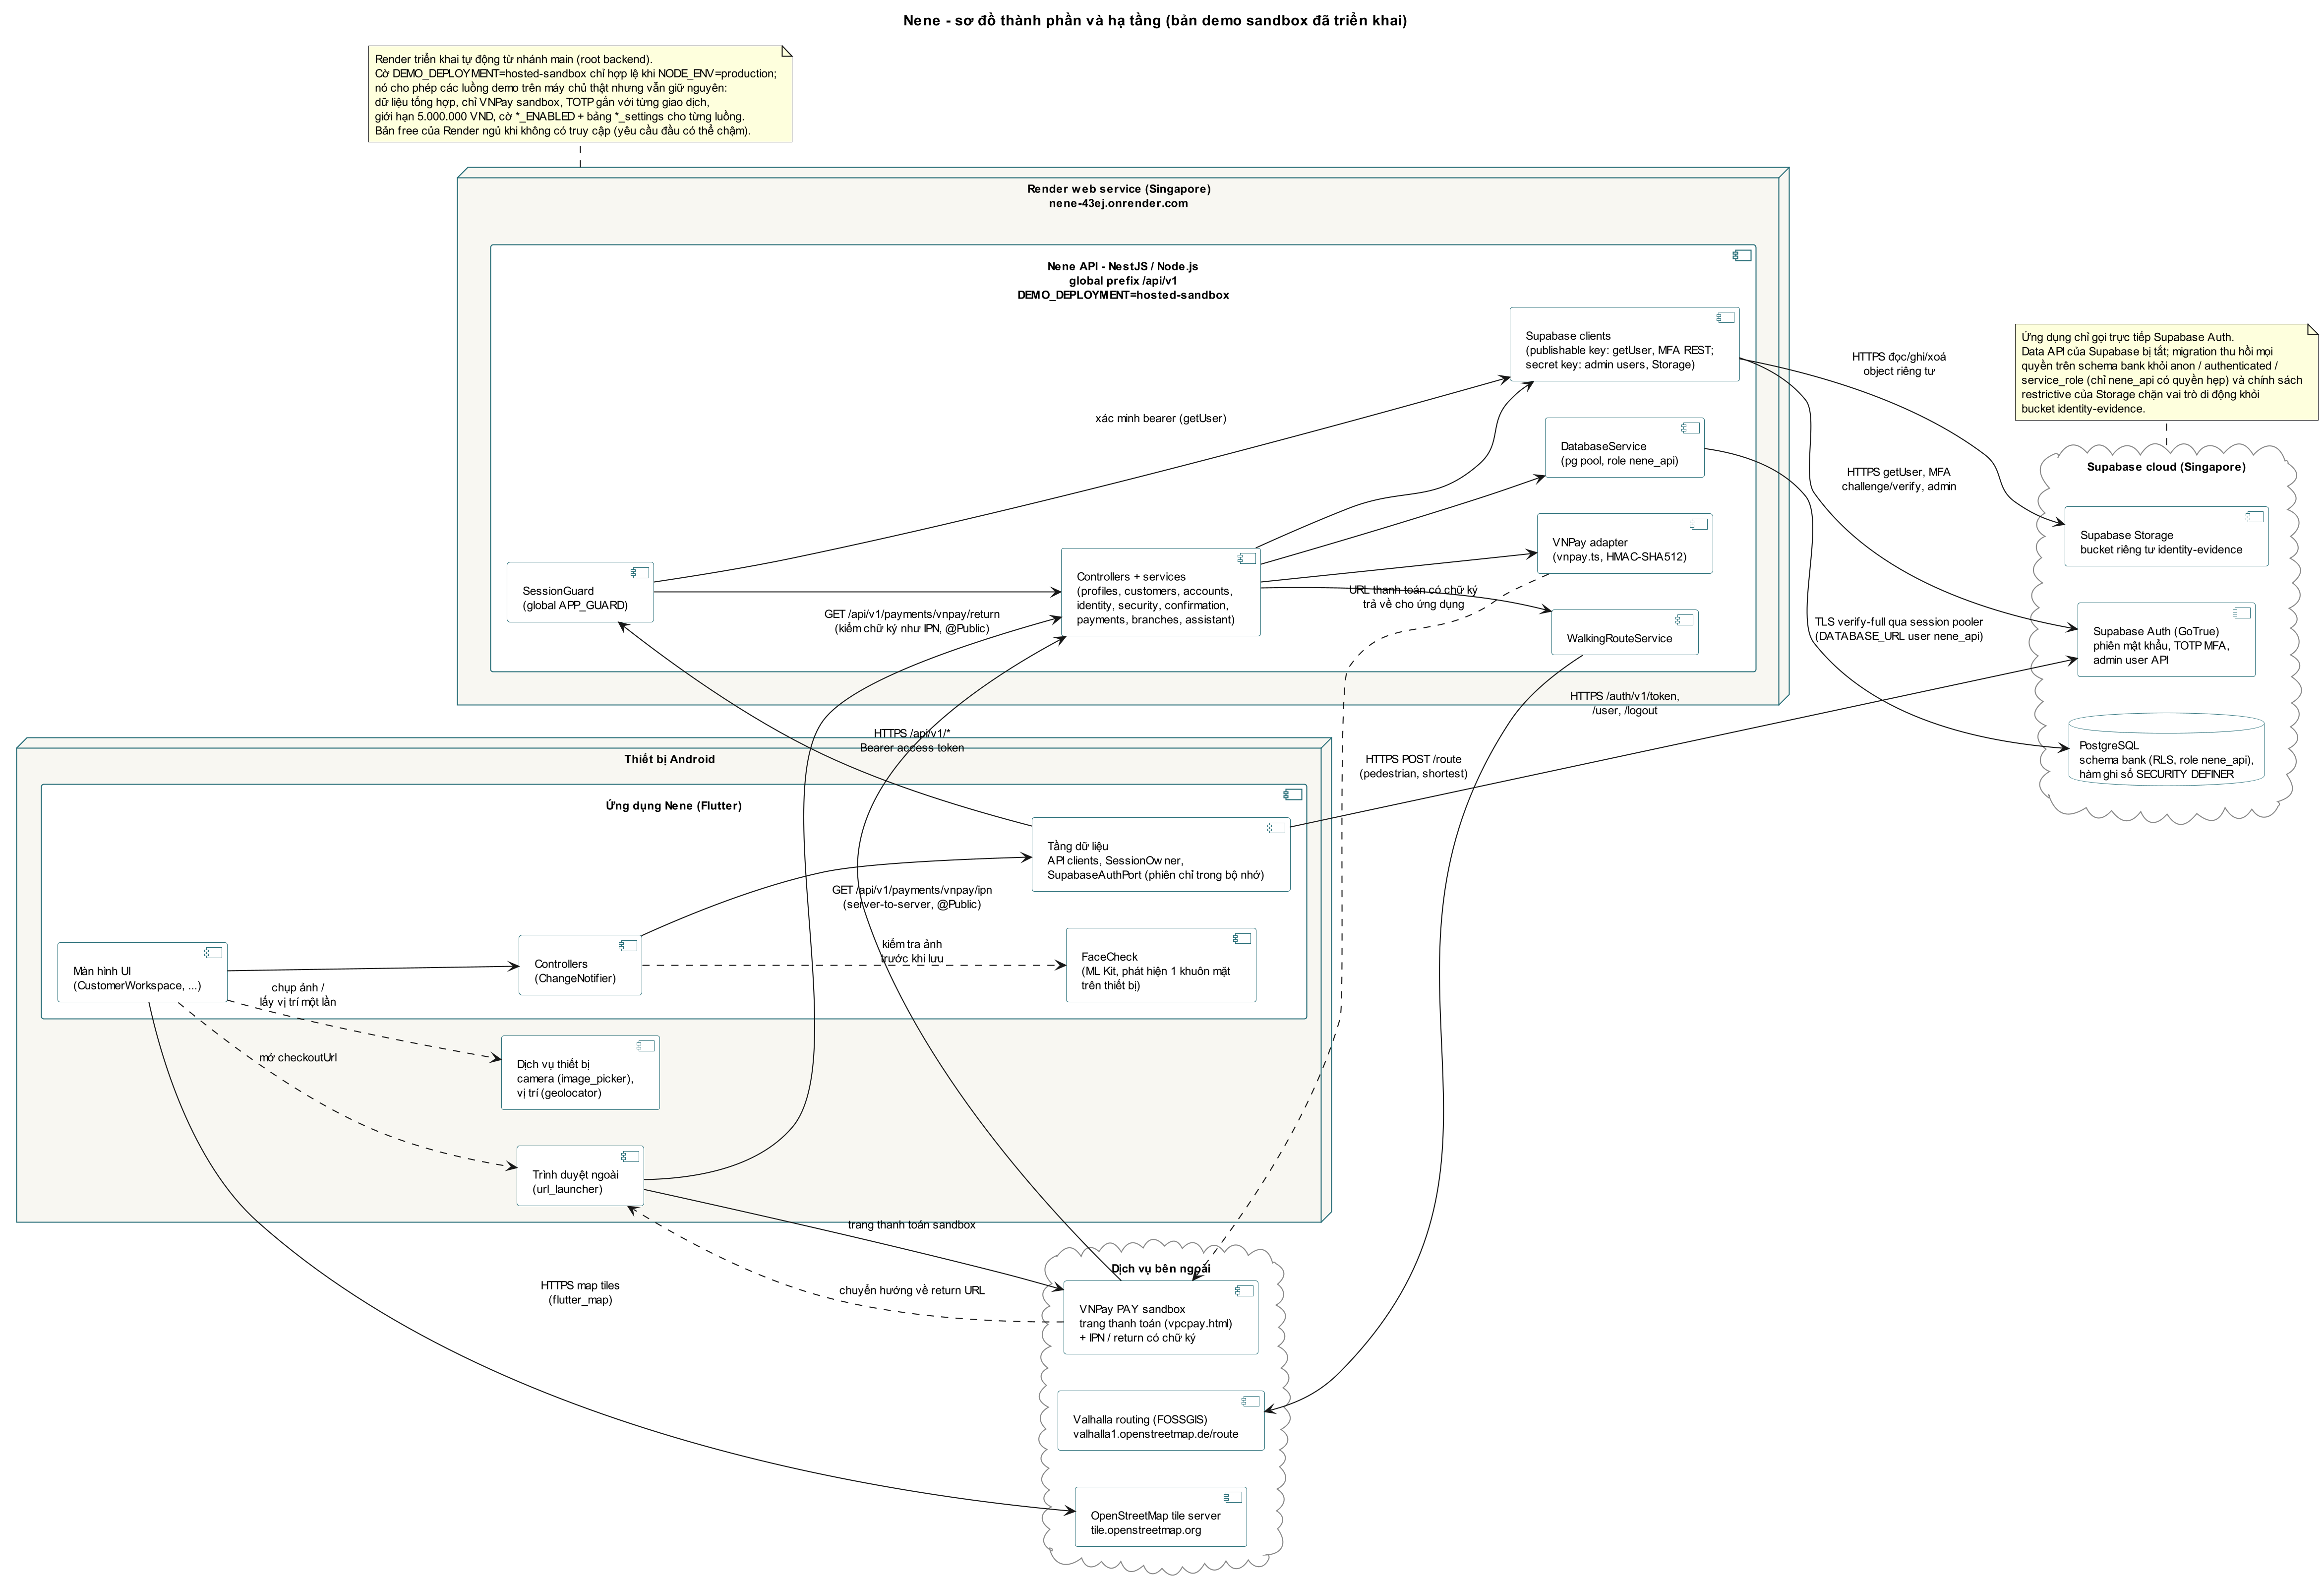 Nene - sơ đồ thành phần và hạ tầng (bản demo sandbox đã triển khai)
Render triển khai tự động từ nhánh main (root backend).
Cờ DEMO_DEPLOYMENT=hosted-sandbox chỉ hợp lệ khi NODE_ENV=production;
nó cho phép các luồng demo trên máy chủ thật nhưng vẫn giữ nguyên:
dữ liệu tổng hợp, chỉ VNPay sandbox, TOTP gắn với từng giao dịch,
giới hạn 5.000.000 VND, cờ *_ENABLED + bảng *_settings cho từng luồng.
Bản free của Render ngủ khi không có truy cập (yêu cầu đầu có thể chậm).
Render web service (Singapore)
nene-43ej.onrender.com
Nene API - NestJS / Node.js
global prefix /api/v1
DEMO_DEPLOYMENT=hosted-sandbox
Supabase clients
(publishable key: getUser, MFA REST;
secret key: admin users, Storage)
xác minh bearer (getUser)
DatabaseService
(pg pool, role nene_api)
VNPay adapter
(vnpay.ts, HMAC-SHA512)
SessionGuard
(global APP_GUARD)
Controllers + services
(profiles, customers, accounts,
identity, security, confirmation,
payments, branches, assistant)
GET /api/v1/payments/vnpay/return
(kiểm chữ ký như IPN, @Public)
URL thanh toán có chữ ký
trả về cho ứng dụng
WalkingRouteService
Ứng dụng chỉ gọi trực tiếp Supabase Auth.
Data API của Supabase bị tắt; migration thu hồi mọi
quyền trên schema bank khỏi anon / authenticated /
service_role (chỉ nene_api có quyền hẹp) và chính sách
restrictive của Storage chặn vai trò di động khỏi
bucket identity-evidence.
HTTPS đọc/ghi/xoá
object riêng tư
HTTPS getUser, MFA
challenge/verify, admin
TLS verify-full qua session pooler
(DATABASE_URL user nene_api)
Supabase cloud (Singapore)
Supabase Storage
bucket riêng tư identity-evidence
Supabase Auth (GoTrue)
phiên mật khẩu, TOTP MFA,
admin user API
PostgreSQL
schema bank (RLS, role nene_api),
hàm ghi sổ SECURITY DEFINER
HTTPS /auth/v1/token,
/user, /logout
HTTPS /api/v1/*
Bearer access token
HTTPS POST /route
(pedestrian, shortest)
Thiết bị Android
Ứng dụng Nene (Flutter)
Tầng dữ liệu
API clients, SessionOwner,
SupabaseAuthPort (phiên chỉ trong bộ nhớ)
GET /api/v1/payments/vnpay/ipn
(server-to-server, @Public)
Màn hình UI
(CustomerWorkspace, ...)
Controllers
(ChangeNotifier)
kiểm tra ảnh
trước khi lưu
FaceCheck
(ML Kit, phát hiện 1 khuôn mặt
trên thiết bị)
chụp ảnh /
lấy vị trí một lần
mở checkoutUrl
Dịch vụ thiết bị
camera (image_picker),
vị trí (geolocator)
Trình duyệt ngoài
(url_launcher)
trang thanh toán sandbox
chuyển hướng về return URL
HTTPS map tiles
(flutter_map)
Dịch vụ bên ngoài
VNPay PAY sandbox
trang thanh toán (vpcpay.html)
+ IPN / return có chữ ký
Valhalla routing (FOSSGIS)
valhalla1.openstreetmap.de/route
OpenStreetMap tile server
tile.openstreetmap.org